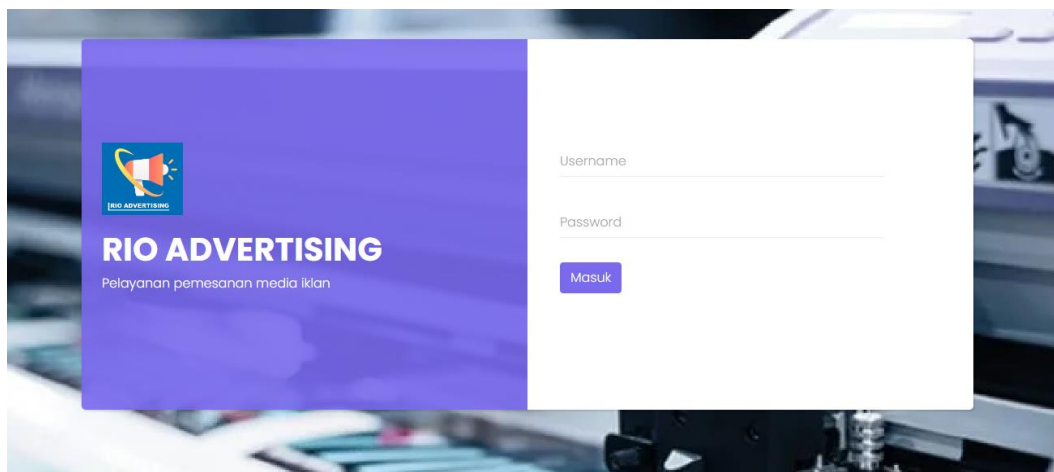 RIO ADVERTISING
RIO ADVERTISING
Pelayanan pemesanan media iklan
Username
Password
Masuk